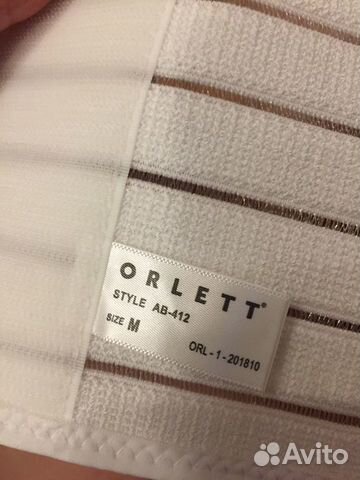 ORLETT®
STYLE AB-412
SIZE M
ORL-1-201810
Avito